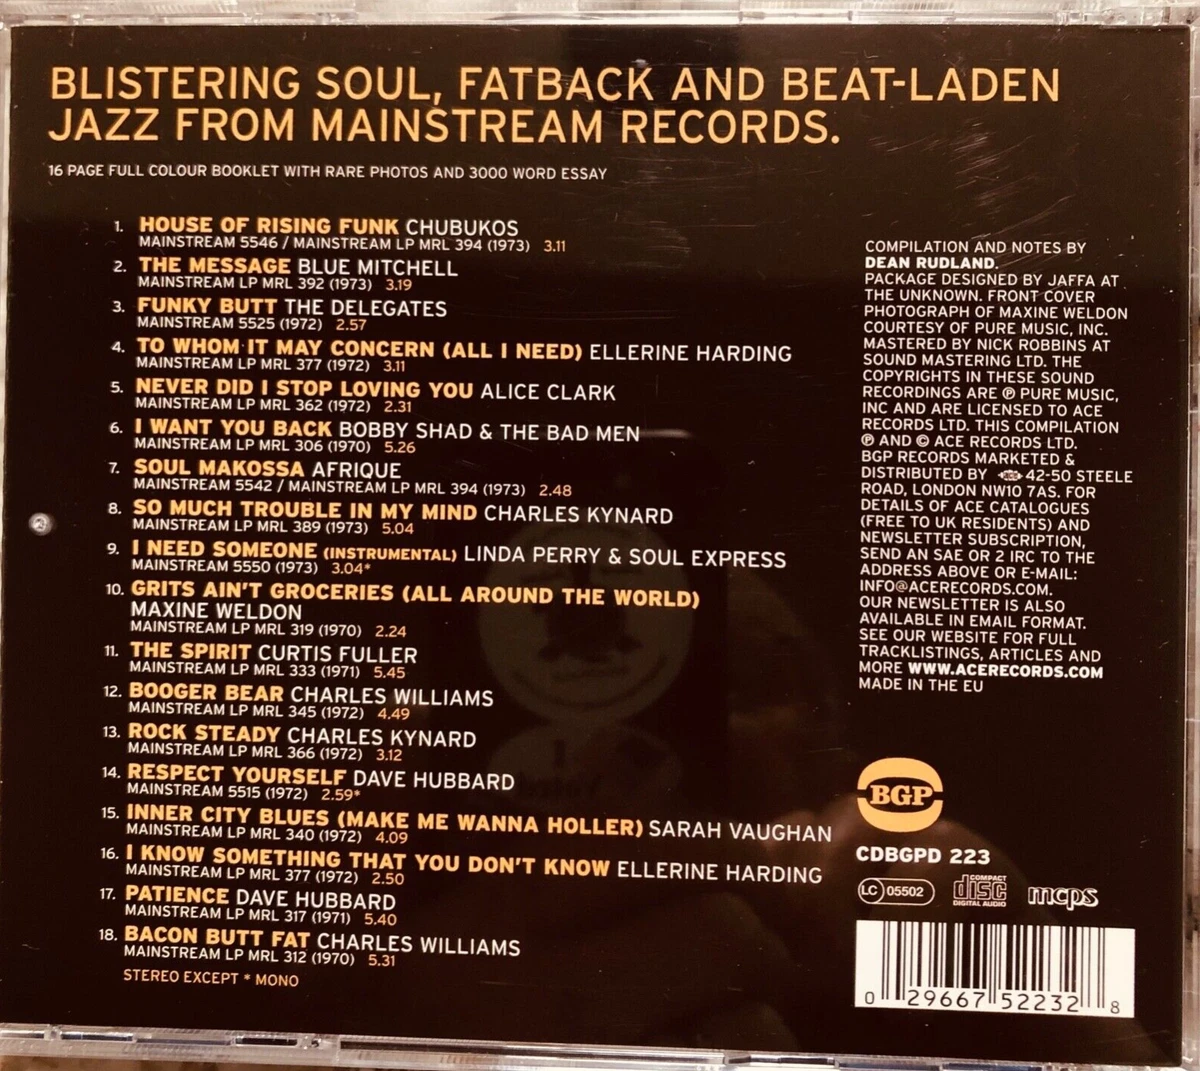 BLISTERING SOUL, FATBACK AND BEAT-LADEN
JAZZ FROM MAINSTREAM RECORDS.
16 PAGE FULL COLOUR BOOKLET WITH RARE PHOTOS AND 3000 WORD ESSAY
1. HOUSE OF RISING FUNK CHUBUKOS
MAINSTREAM 5546 / MAINSTREAM LP MRL 394 (1973) 3.11
2. THE MESSAGE BLUE MITCHELL
MAINSTREAM LP MRL 392 (1973) 3.19
3. FUNKY BUTT THE DELEGATES
MAINSTREAM 5525 (1972) 2.57
4. TO WHOM IT MAY CONCERN (ALL I NEED) ELLERINE HARDING
MAINSTREAM LP MRL 377 (1972) 3.11
5. NEVER DID I STOP LOVING YOU ALICE CLARK
MAINSTREAM LP MRL 362 (1972) 2.31
6. I WANT YOU BACK BOBBY SHAD & THE BAD MEN
MAINSTREAM LP MRL 306 (1970) 5.26
7. SOUL MAKOSSA AFRIQUE
MAINSTREAM 5542 / MAINSTREAM LP MRL 394 (1973) 2.48
8. SO MUCH TROUBLE IN MY MIND CHARLES KYNARD
MAINSTREAM LP MRL 389 (1973) 5.04
9. I NEED SOMEONE (INSTRUMENTAL) LINDA PERRY & SOUL EXPRESS
MAINSTREAM 5550 (1973) 3.04*
10. GRITS AIN'T GROCERIES (ALL AROUND THE WORLD)
MAXINE WELDON
MAINSTREAM LP MRL 319 (1970) 2.24
11. THE SPIRIT CURTIS FULLER
MAINSTREAM LP MRL 333 (1971) 5.45
12. BOOGER BEAR CHARLES WILLIAMS
MAINSTREAM LP MRL 345 (1972) 4.49
13. ROCK STEADY CHARLES KYNARD
MAINSTREAM LP MRL 366 (1972) 3.12
14. RESPECT YOURSELF DAVE HUBBARD
MAINSTREAM 5515 (1972) 2.59*
15. INNER CITY BLUES (MAKE ME WANNA HOLLER) SARAH VAUGHAN
MAINSTREAM LP MRL 340 (1972) 4.09
16. I KNOW SOMETHING THAT YOU DON'T KNOW ELLERINE HARDING
MAINSTREAM LP MRL 377 (1972) 2.50
17. PATIENCE DAVE HUBBARD
MAINSTREAM LP MRL 317 (1971) 5.40
18. BACON BUTT FAT CHARLES WILLIAMS
MAINSTREAM LP MRL 312 (1970) 5.31
STEREO EXCEPT * MONO
COMPILATION AND NOTES BY
DEAN RUDLAND.
PACKAGE DESIGNED BY JAFFA AT
THE UNKNOWN. FRONT COVER
PHOTOGRAPH OF MAXINE WELDON
COURTESY OF PURE MUSIC, INC.
MASTERED BY NICK ROBBINS AT
SOUND MASTERING LTD. THE
COPYRIGHTS IN THESE SOUND
RECORDINGS ARE ℗ PURE MUSIC,
INC AND ARE LICENSED TO ACE
RECORDS LTD. THIS COMPILATION
℗ AND © ACE RECORDS LTD.
BGP RECORDS MARKETED &
DISTRIBUTED BY 42-50 STEELE
ROAD, LONDON NW10 7AS. FOR
DETAILS OF ACE CATALOGUES
(FREE TO UK RESIDENTS) AND
NEWSLETTER SUBSCRIPTION,
SEND AN SAE OR 2 IRC TO THE
ADDRESS ABOVE OR E-MAIL:
INFO@ACERECORDS.COM.
OUR NEWSLETTER IS ALSO
AVAILABLE IN EMAIL FORMAT.
SEE OUR WEBSITE FOR FULL
TRACKLISTINGS, ARTICLES AND
MORE WWW.ACERECORDS.COM
MADE IN THE EU
BGP
CDBGPD 223
LC 05502 COMPACT disc DIGITAL AUDIO mcps
0 29667 52232 8